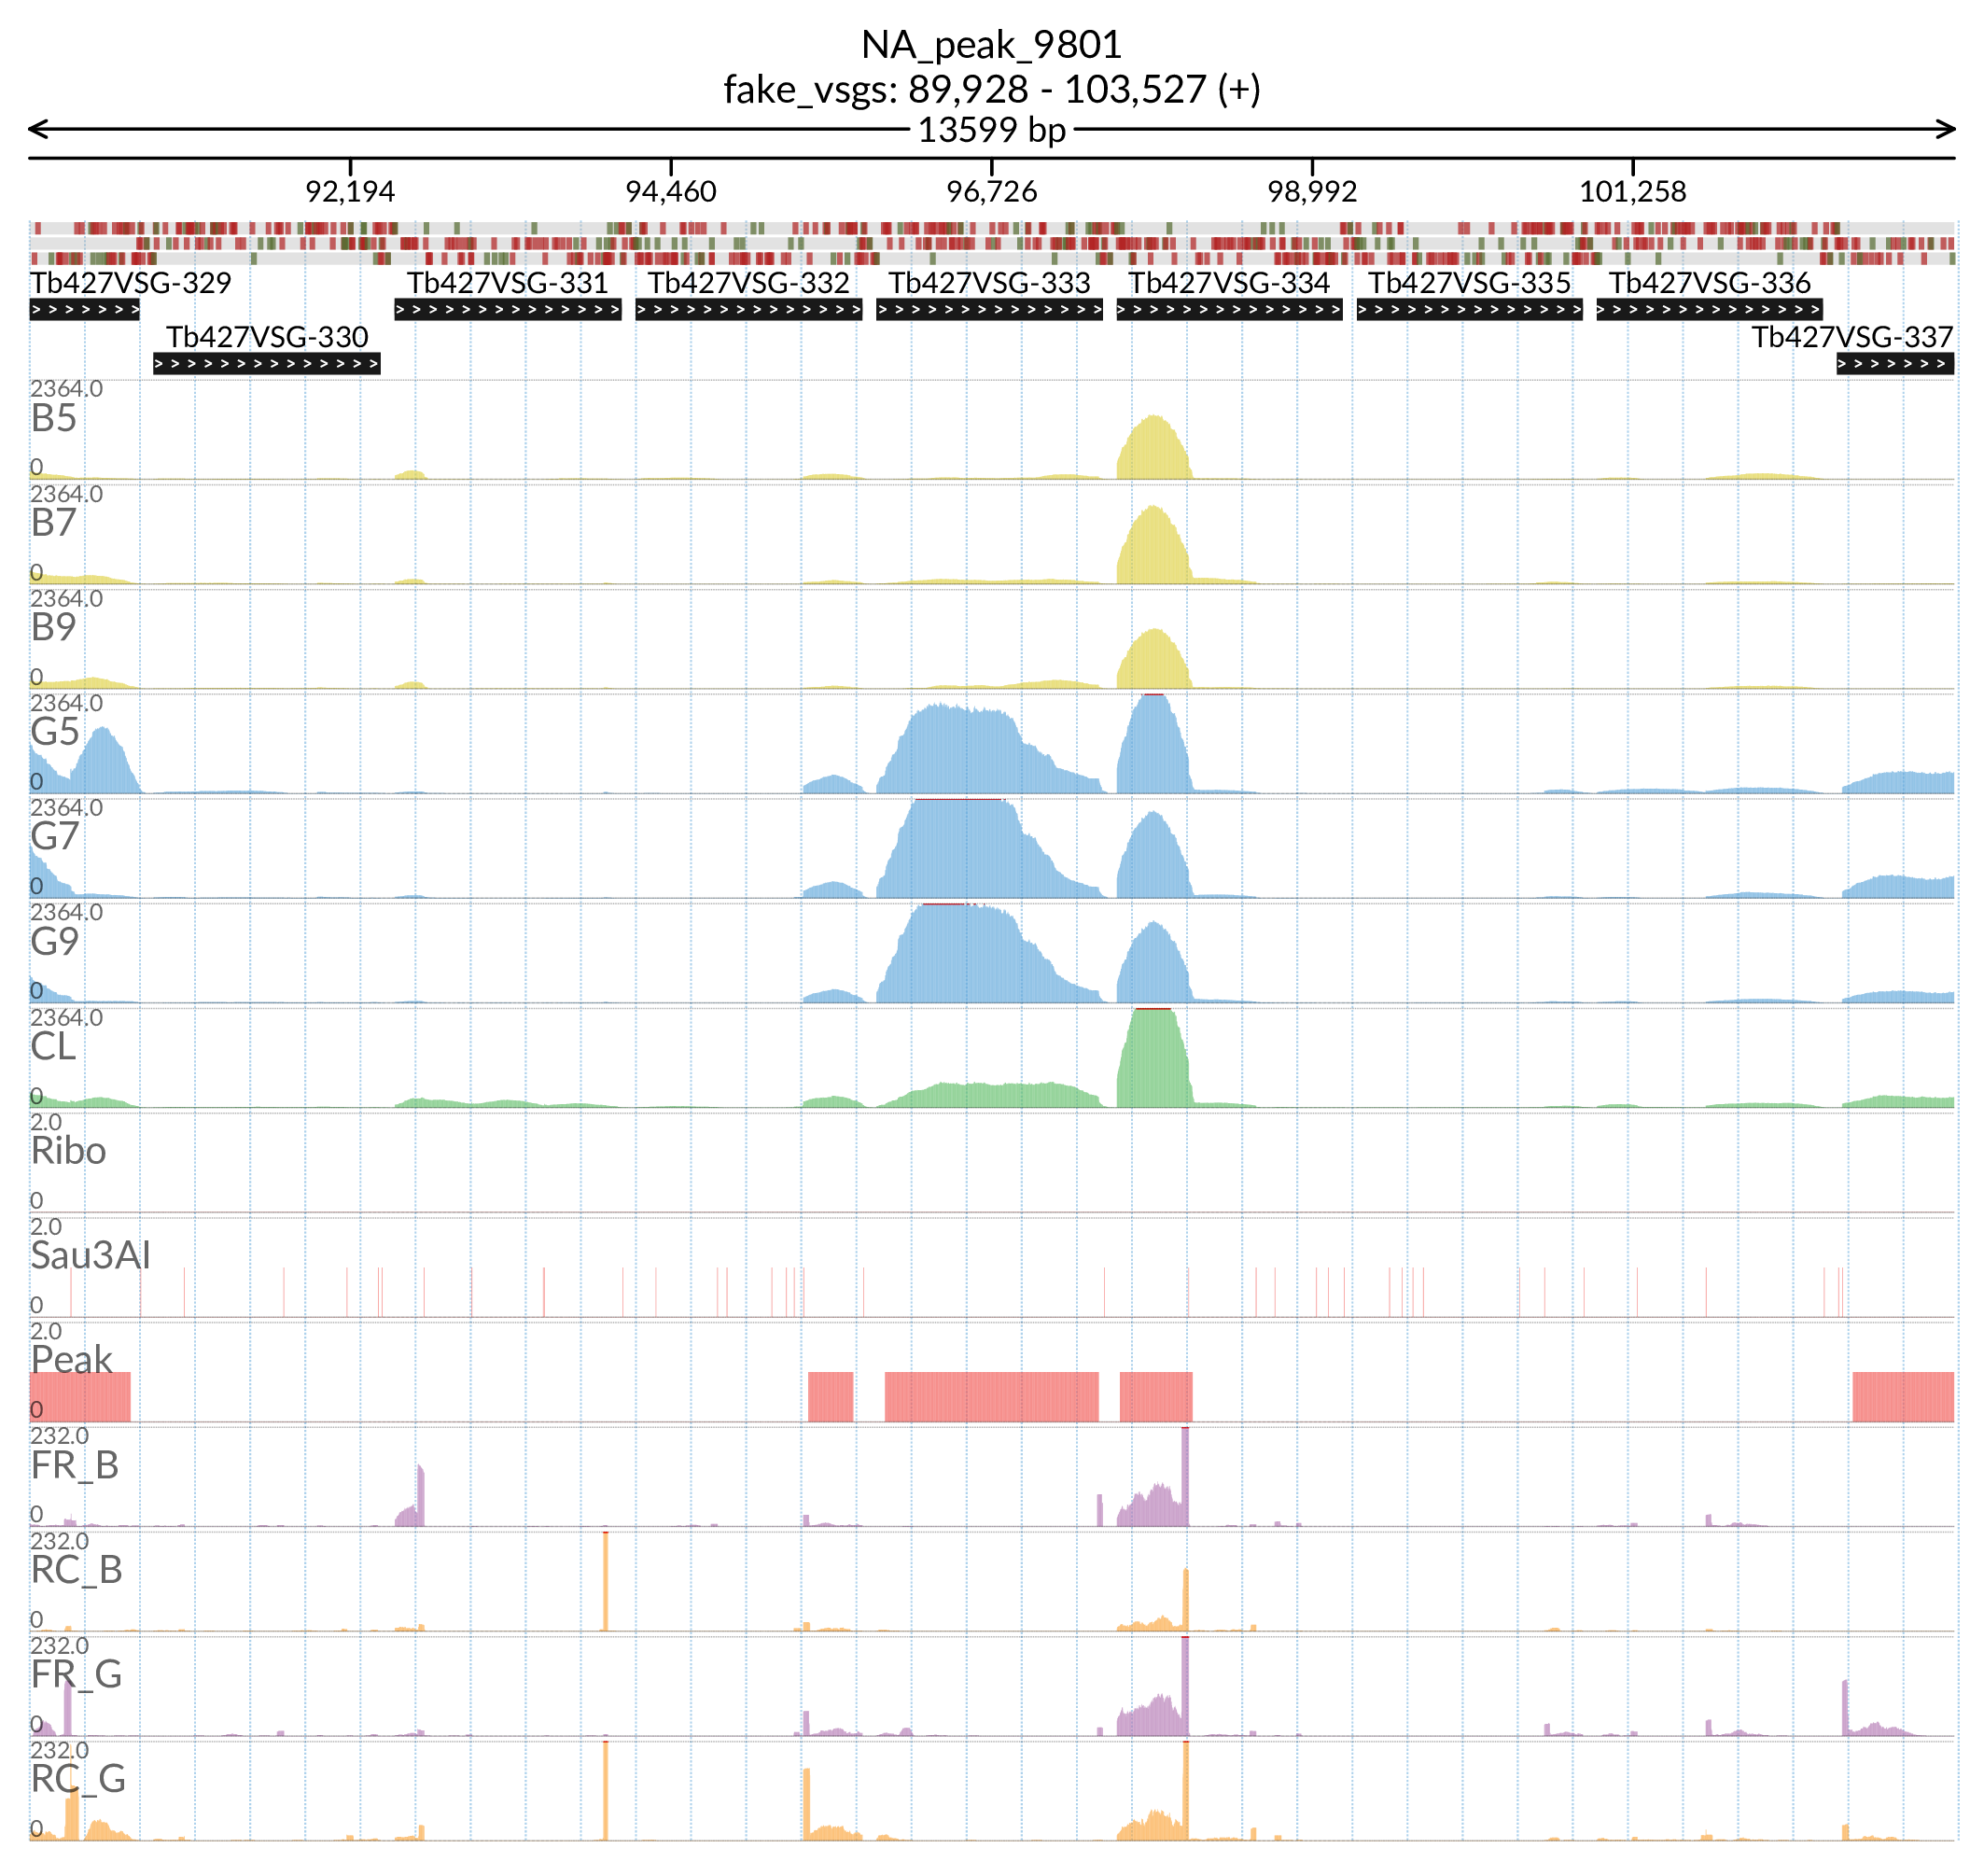 NA_peak_9801
fake_vsgs: 89,928 - 103,527 (+)
13599 bp
92,194 94,460 96,726 98,992 101,258
Tb427VSG-329 Tb427VSG-331 Tb427VSG-332 Tb427VSG-333 Tb427VSG-334 Tb427VSG-335 Tb427VSG-336
Tb427VSG-330 Tb427VSG-337
2364.0
B5
0
2364.0
B7
0
2364.0
B9
0
2364.0
G5
0
2364.0
G7
0
2364.0
G9
0
2364.0
CL
0
2.0
Ribo
0
2.0
Sau3AI
0
2.0
Peak
0
232.0
FR_B
0
232.0
RC_B
0
232.0
FR_G
0
232.0
RC_G
0